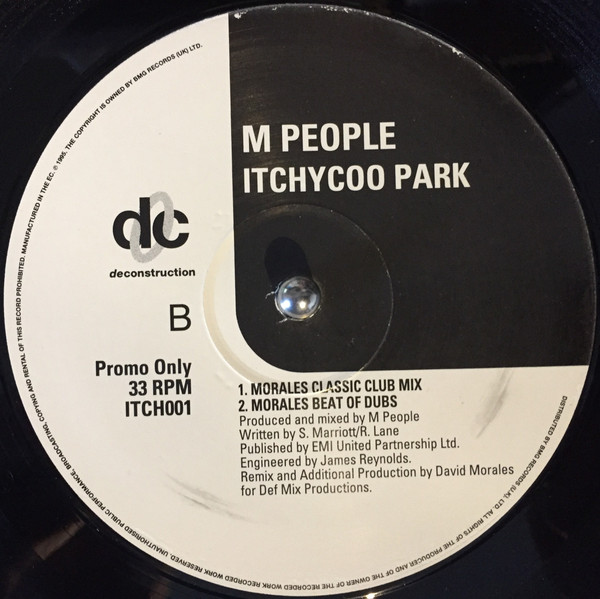 M PEOPLE
ITCHYCOO PARK
dc
deconstruction
B
Promo Only
33 RPM
ITCH001
1. MORALES CLASSIC CLUB MIX
2. MORALES BEAT OF DUBS
Produced and mixed by M People
Written by S. Marriott/R. Lane
Published by EMI United Partnership Ltd.
Engineered by James Reynolds.
Remix and Additional Production by David Morales
for Def Mix Productions.
DISTRIBUTED BY BMG RECORDS (U.K). LTD. ALL RIGHTS OF THE PRODUCER AND OF THE OWNER OF THE RECORDED WORK RESERVED. UNAUTHORISED PUBLIC PERFORMANCE, BROADCASTING, COPYING AND RENTAL OF THIS RECORD PROHIBITED. MANUFACTURED IN THE EC. ℗ 1995. THE COPYRIGHT IS OWNED BY BMG RECORDS (UK) LTD.